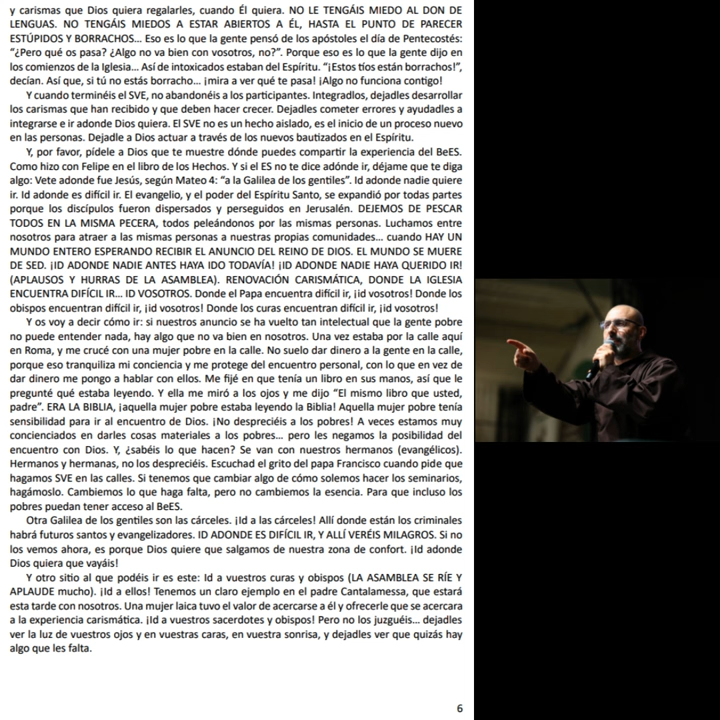 y carismas que Dios quiera regalarles, cuando ÉL quiera. NO LE TENGÁIS MIEDO AL DON DE
LENGUAS. NO TENGÁIS MIEDOS A ESTAR ABIERTOS A ÉL, HASTA EL PUNTO DE PARECER
ESTÚPIDOS Y BORRACHOS… Eso es lo que la gente pensó de los apóstoles el día de Pentecostés:
"¿Pero qué os pasa? ¿Algo no va bien con vosotros, no?". Porque eso es lo que la gente dijo en
los comienzos de la Iglesia… Así de intoxicados estaban del Espíritu. "¡Estos tíos están borrachos!",
decían. Así que, si tú no estás borracho… ¡mira a ver qué te pasa! ¡Algo no funciona contigo!
Y cuando terminéis el SVE, no abandonéis a los participantes. Integradlos, dejadles desarrollar
los carismas que han recibido y que deben hacer crecer. Dejadles cometer errores y ayudadles a
integrarse e ir adonde Dios quiera. El SVE no es un hecho aislado, es el inicio de un proceso nuevo
en las personas. Dejadle a Dios actuar a través de los nuevos bautizados en el Espíritu.
Y, por favor, pídele a Dios que te muestre dónde puedes compartir la experiencia del BeES.
Como hizo con Felipe en el libro de los Hechos. Y si el ES no te dice adónde ir, déjame que te diga
algo: Vete adonde fue Jesús, según Mateo 4: "a la Galilea de los gentiles". Id adonde nadie quiere
ir. Id adonde es difícil ir. El evangelio, y el poder del Espíritu Santo, se expandió por todas partes
porque los discípulos fueron dispersados y perseguidos en Jerusalén. DEJEMOS DE PESCAR
TODOS EN LA MISMA PECERA, todos peleándonos por las mismas personas. Luchamos entre
nosotros para atraer a las mismas personas a nuestras propias comunidades… cuando HAY UN
MUNDO ENTERO ESPERANDO RECIBIR EL ANUNCIO DEL REINO DE DIOS. EL MUNDO SE MUERE
DE SED. ¡ID ADONDE NADIE ANTES HAYA IDO TODAVÍA! ¡ID ADONDE NADIE HAYA QUERIDO IR!
(APLAUSOS Y HURRAS DE LA ASAMBLEA). RENOVACIÓN CARISMÁTICA, DONDE LA IGLESIA
ENCUENTRA DIFÍCIL IR… ID VOSOTROS. Donde el Papa encuentra difícil ir, ¡id vosotros! Donde los
obispos encuentran difícil ir, ¡id vosotros! Donde los curas encuentran difícil ir, ¡id vosotros!
Y os voy a decir cómo ir: si nuestros anuncio se ha vuelto tan intelectual que la gente pobre
no puede entender nada, hay algo que no va bien en nosotros. Una vez estaba por la calle aquí
en Roma, y me crucé con una mujer pobre en la calle. No suelo dar dinero a la gente en la calle,
porque eso tranquiliza mi conciencia y me protege del encuentro personal, con lo que en vez de
dar dinero me pongo a hablar con ellos. Me fijé en que tenía un libro en sus manos, así que le
pregunté qué estaba leyendo. Y ella me miró a los ojos y me dijo "El mismo libro que usted,
padre". ERA LA BIBLIA, ¡aquella mujer pobre estaba leyendo la Biblia! Aquella mujer pobre tenía
sensibilidad para ir al encuentro de Dios. ¡No despreciéis a los pobres! A veces estamos muy
concienciados en darles cosas materiales a los pobres… pero les negamos la posibilidad del
encuentro con Dios. Y, ¿sabéis lo que hacen? Se van con nuestros hermanos (evangélicos).
Hermanos y hermanas, no los despreciéis. Escuchad el grito del papa Francisco cuando pide que
hagamos SVE en las calles. Si tenemos que cambiar algo de cómo solemos hacer los seminarios,
hagámoslo. Cambiemos lo que haga falta, pero no cambiemos la esencia. Para que incluso los
pobres puedan tener acceso al BeES.
Otra Galilea de los gentiles son las cárceles. ¡Id a las cárceles! Allí donde están los criminales
habrá futuros santos y evangelizadores. ID ADONDE ES DIFÍCIL IR, Y ALLÍ VERÉIS MILAGROS. Si no
los vemos ahora, es porque Dios quiere que salgamos de nuestra zona de confort. ¡Id adonde
Dios quiera que vayáis!
Y otro sitio al que podéis ir es este: Id a vuestros curas y obispos (LA ASAMBLEA SE RÍE Y
APLAUDE mucho). ¡Id a ellos! Tenemos un claro ejemplo en el padre Cantalamessa, que estará
esta tarde con nosotros. Una mujer laica tuvo el valor de acercarse a él y ofrecerle que se acercara
a la experiencia carismática. ¡Id a vuestros sacerdotes y obispos! Pero no los juzguéis… dejadles
ver la luz de vuestros ojos y en vuestras caras, en vuestra sonrisa, y dejadles ver que quizás hay
algo que les falta.
6